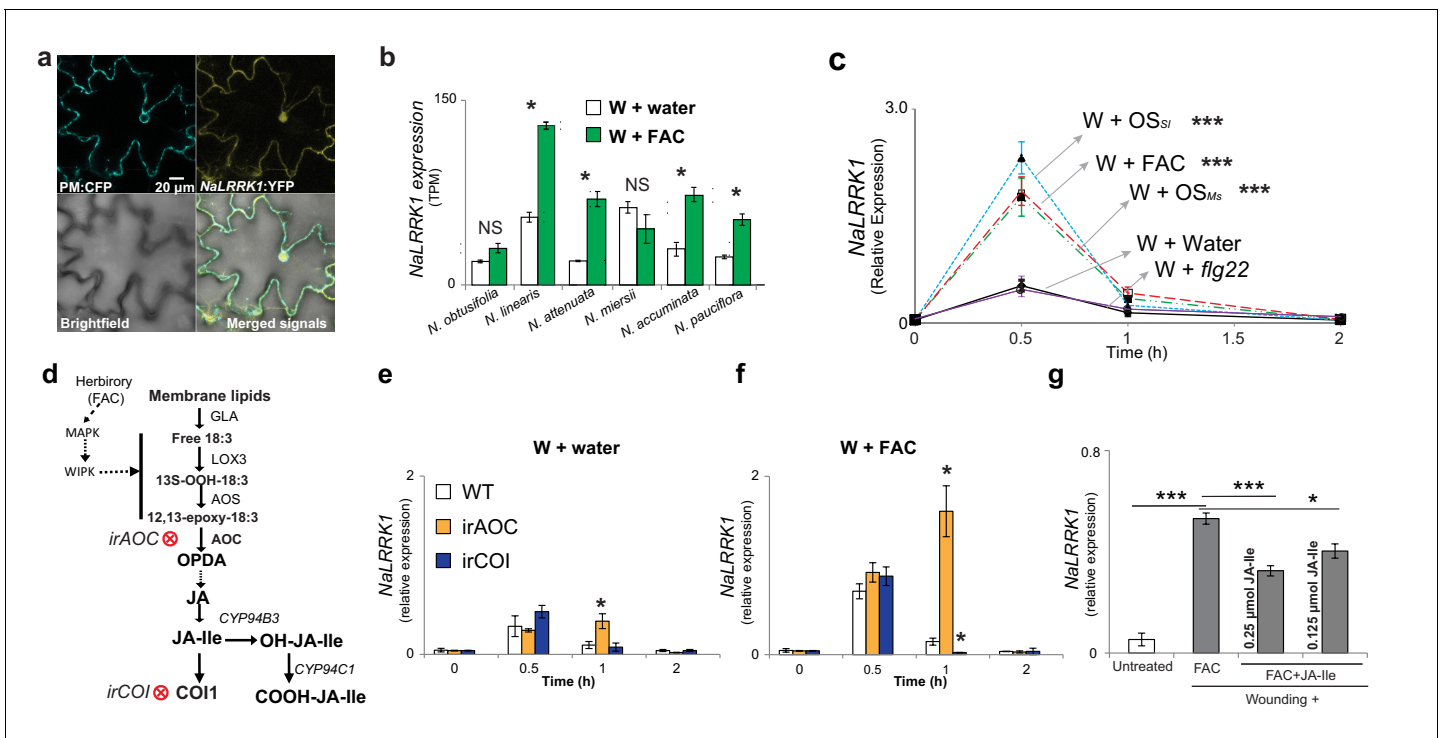 a
PM:CFP
20 µm
NaLRRK1:YFP
Brightfield
Merged signals
b
NaLRRK1 expression
(TPM)
150
0
W + water
W + FAC
NS
*
*
NS
*
*
N. obtusifolia
N. linearis
N. attenuata
N. miersii
N. accuminata
N. pauciflora
c
NaLRRK1
(Relative Expression)
3.0
0
W + OSSl ***
W + FAC ***
W + OSMs ***
W + Water
W + flg22
0
0.5
1
1.5
2
Time (h)
d
Herbirory
(FAC)
MAPK
WIPK
Membrane lipids
GLA
Free 18:3
LOX3
13S-OOH-18:3
AOS
12,13-epoxy-18:3
irAOC
AOC
OPDA
JA
CYP94B3
JA-Ile
OH-JA-Ile
CYP94C1
irCOI
COI1
COOH-JA-Ile
e
W + water
NaLRRK1
(relative expression)
2
0
WT
irAOC
irCOI
*
0
0.5
1
2
Time (h)
f
W + FAC
NaLRRK1
(relative expression)
2
0
*
*
0
0.5
1
2
Time (h)
g
NaLRRK1
(relative expression)
0.8
0
***
***
*
0.25 µmol JA-Ile
0.125 µmol JA-Ile
Untreated
FAC
FAC+JA-Ile
Wounding +